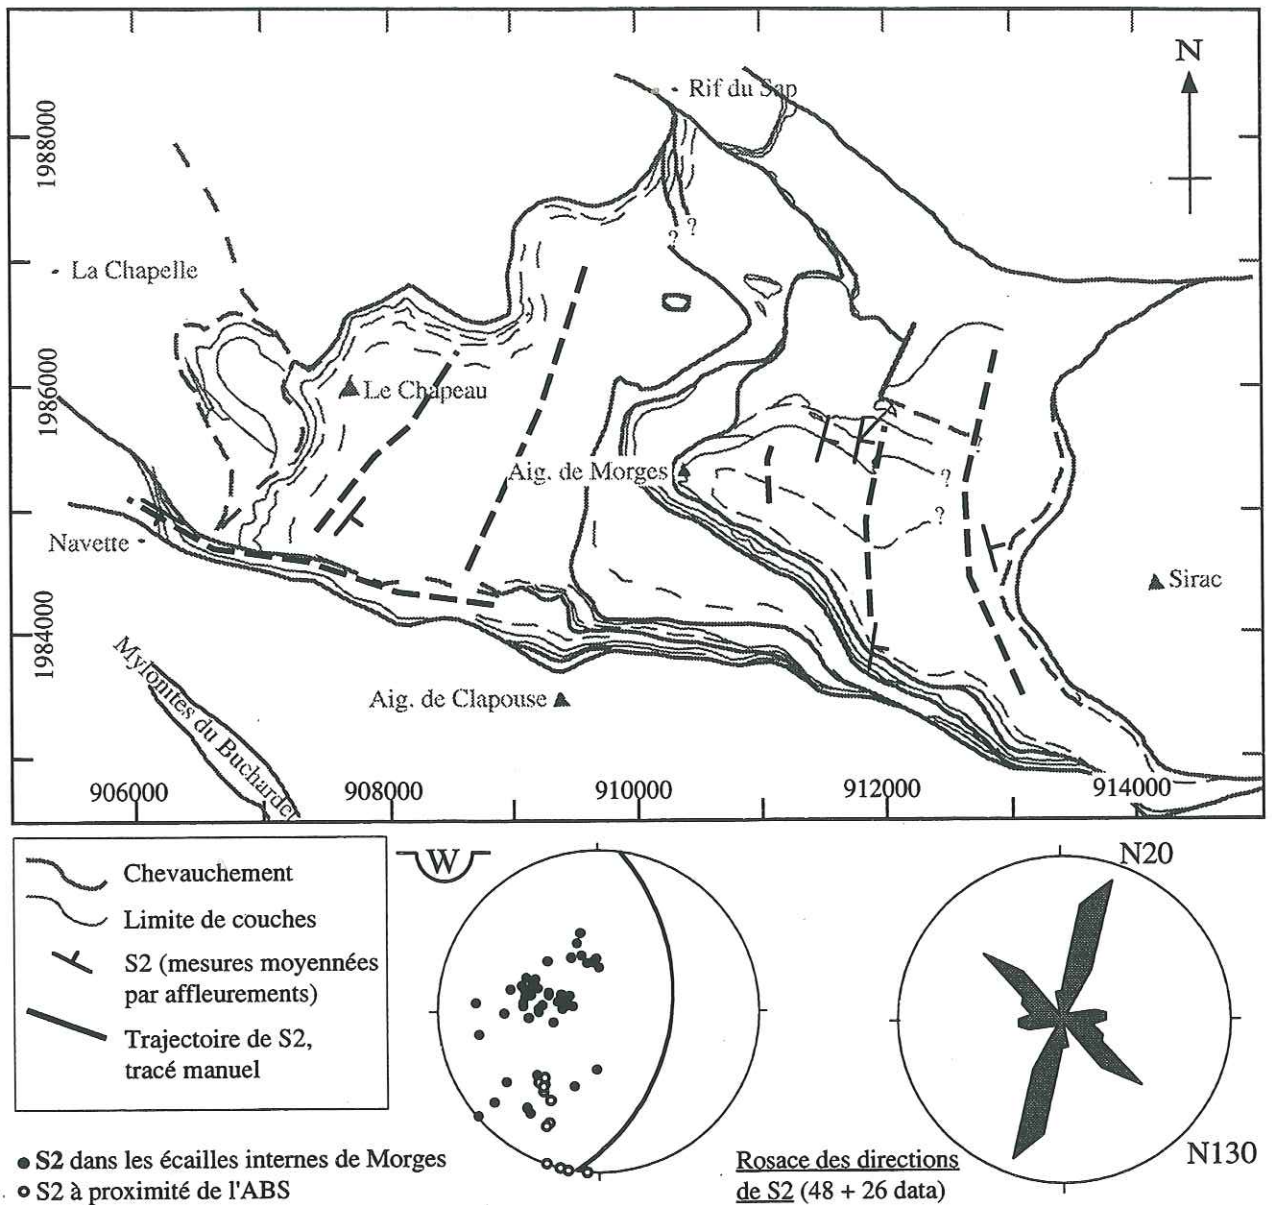 N
Rif du Sap
1988000
La Chapelle
1986000
Le Chapeau
Aig. de Morges
?
?
?
?
Navette
Sirac
1984000
Mylonites du Buchardet
Aig. de Clapouse
906000
908000
910000
912000
914000
Chevauchement
Limite de couches
S2 (mesures moyennées
par affleurements)
Trajectoire de S2,
tracé manuel
W
N20
N130
S2 dans les écailles internes de Morges
S2 à proximité de l'ABS
Rosace des directions
de S2 (48 + 26 data)